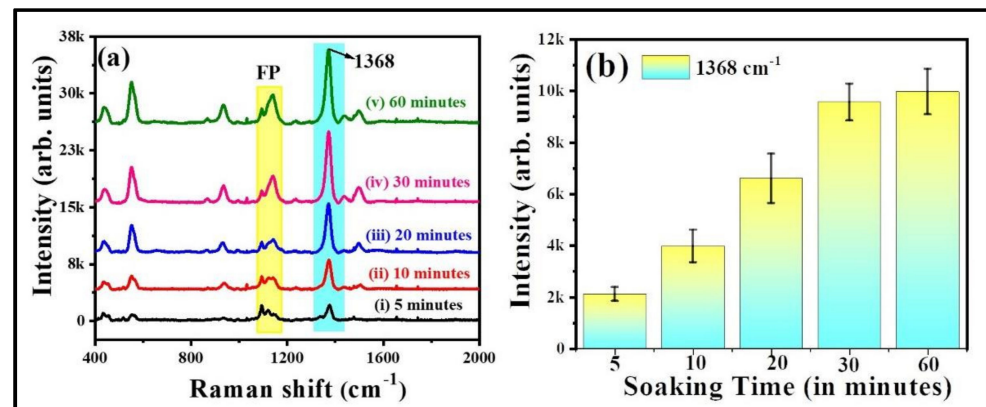 (a)
FP
1368
(v) 60 minutes
(iv) 30 minutes
(iii) 20 minutes
(ii) 10 minutes
(i) 5 minutes
38k
30k
23k
15k
8k
0
400 800 1200 1600 2000
Intensity (arb. units)
Raman shift (cm⁻¹)
(b)
1368 cm⁻¹
12k
10k
8k
6k
4k
2k
5 10 20 30 60
Intensity (arb. units)
Soaking Time (in minutes)